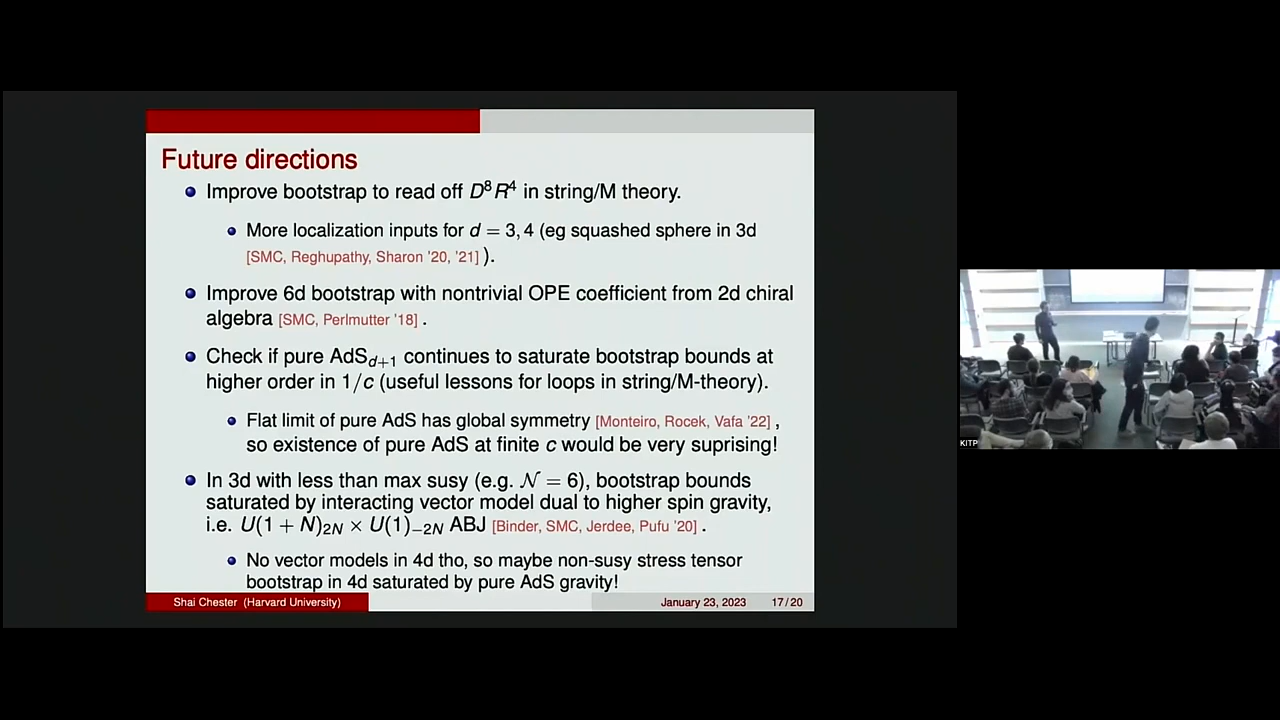 Future directions
Improve bootstrap to read off D⁸R⁴ in string/M theory.
More localization inputs for d = 3, 4 (eg squashed sphere in 3d
[SMC, Reghupathy, Sharon '20, '21] ).
Improve 6d bootstrap with nontrivial OPE coefficient from 2d chiral
algebra [SMC, Perlmutter '18] .
Check if pure AdS_{d+1} continues to saturate bootstrap bounds at
higher order in 1/c (useful lessons for loops in string/M-theory).
Flat limit of pure AdS has global symmetry [Monteiro, Rocek, Vafa '22] ,
so existence of pure AdS at finite c would be very suprising!
In 3d with less than max susy (e.g. 𝒩 = 6), bootstrap bounds
saturated by interacting vector model dual to higher spin gravity,
i.e. U(1 + N)_{2N} × U(1)_{−2N} ABJ [Binder, SMC, Jerdee, Pufu '20] .
No vector models in 4d tho, so maybe non-susy stress tensor
bootstrap in 4d saturated by pure AdS gravity!
Shai Chester (Harvard University) January 23, 2023 17/20
KITP